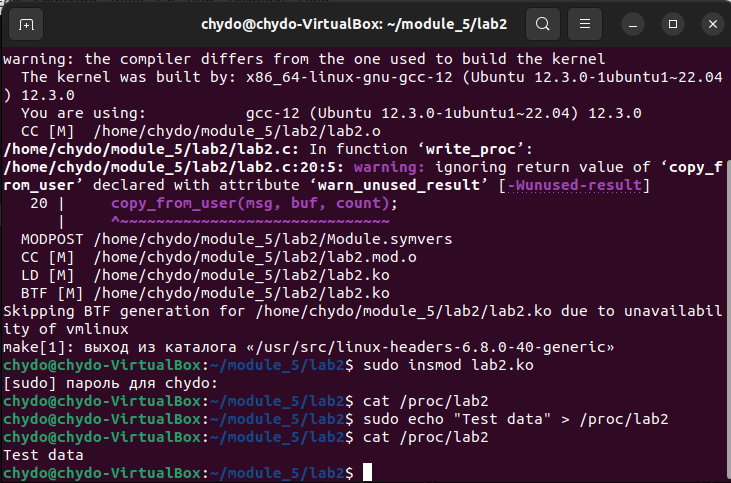 chydo@chydo-VirtualBox: ~/module_5/lab2
warning: the compiler differs from the one used to build the kernel
  The kernel was built by: x86_64-linux-gnu-gcc-12 (Ubuntu 12.3.0-1ubuntu1~22.04
) 12.3.0
  You are using:           gcc-12 (Ubuntu 12.3.0-1ubuntu1~22.04) 12.3.0
  CC [M]  /home/chydo/module_5/lab2/lab2.o
/home/chydo/module_5/lab2/lab2.c: In function ‘write_proc’:
/home/chydo/module_5/lab2/lab2.c:20:5: warning: ignoring return value of ‘copy_f
rom_user’ declared with attribute ‘warn_unused_result’ [-Wunused-result]
   20 |     copy_from_user(msg, buf, count);
      |     ^~~~~~~~~~~~~~~~~~~~~~~~~~~~~~~
  MODPOST /home/chydo/module_5/lab2/Module.symvers
  CC [M]  /home/chydo/module_5/lab2/lab2.mod.o
  LD [M]  /home/chydo/module_5/lab2/lab2.ko
  BTF [M] /home/chydo/module_5/lab2/lab2.ko
Skipping BTF generation for /home/chydo/module_5/lab2/lab2.ko due to unavailabil
ity of vmlinux
make[1]: выход из каталога «/usr/src/linux-headers-6.8.0-40-generic»
chydo@chydo-VirtualBox:~/module_5/lab2$ sudo insmod lab2.ko
[sudo] пароль для chydo:
chydo@chydo-VirtualBox:~/module_5/lab2$ cat /proc/lab2
chydo@chydo-VirtualBox:~/module_5/lab2$ sudo echo "Test data" > /proc/lab2
chydo@chydo-VirtualBox:~/module_5/lab2$ cat /proc/lab2
Test data
chydo@chydo-VirtualBox:~/module_5/lab2$